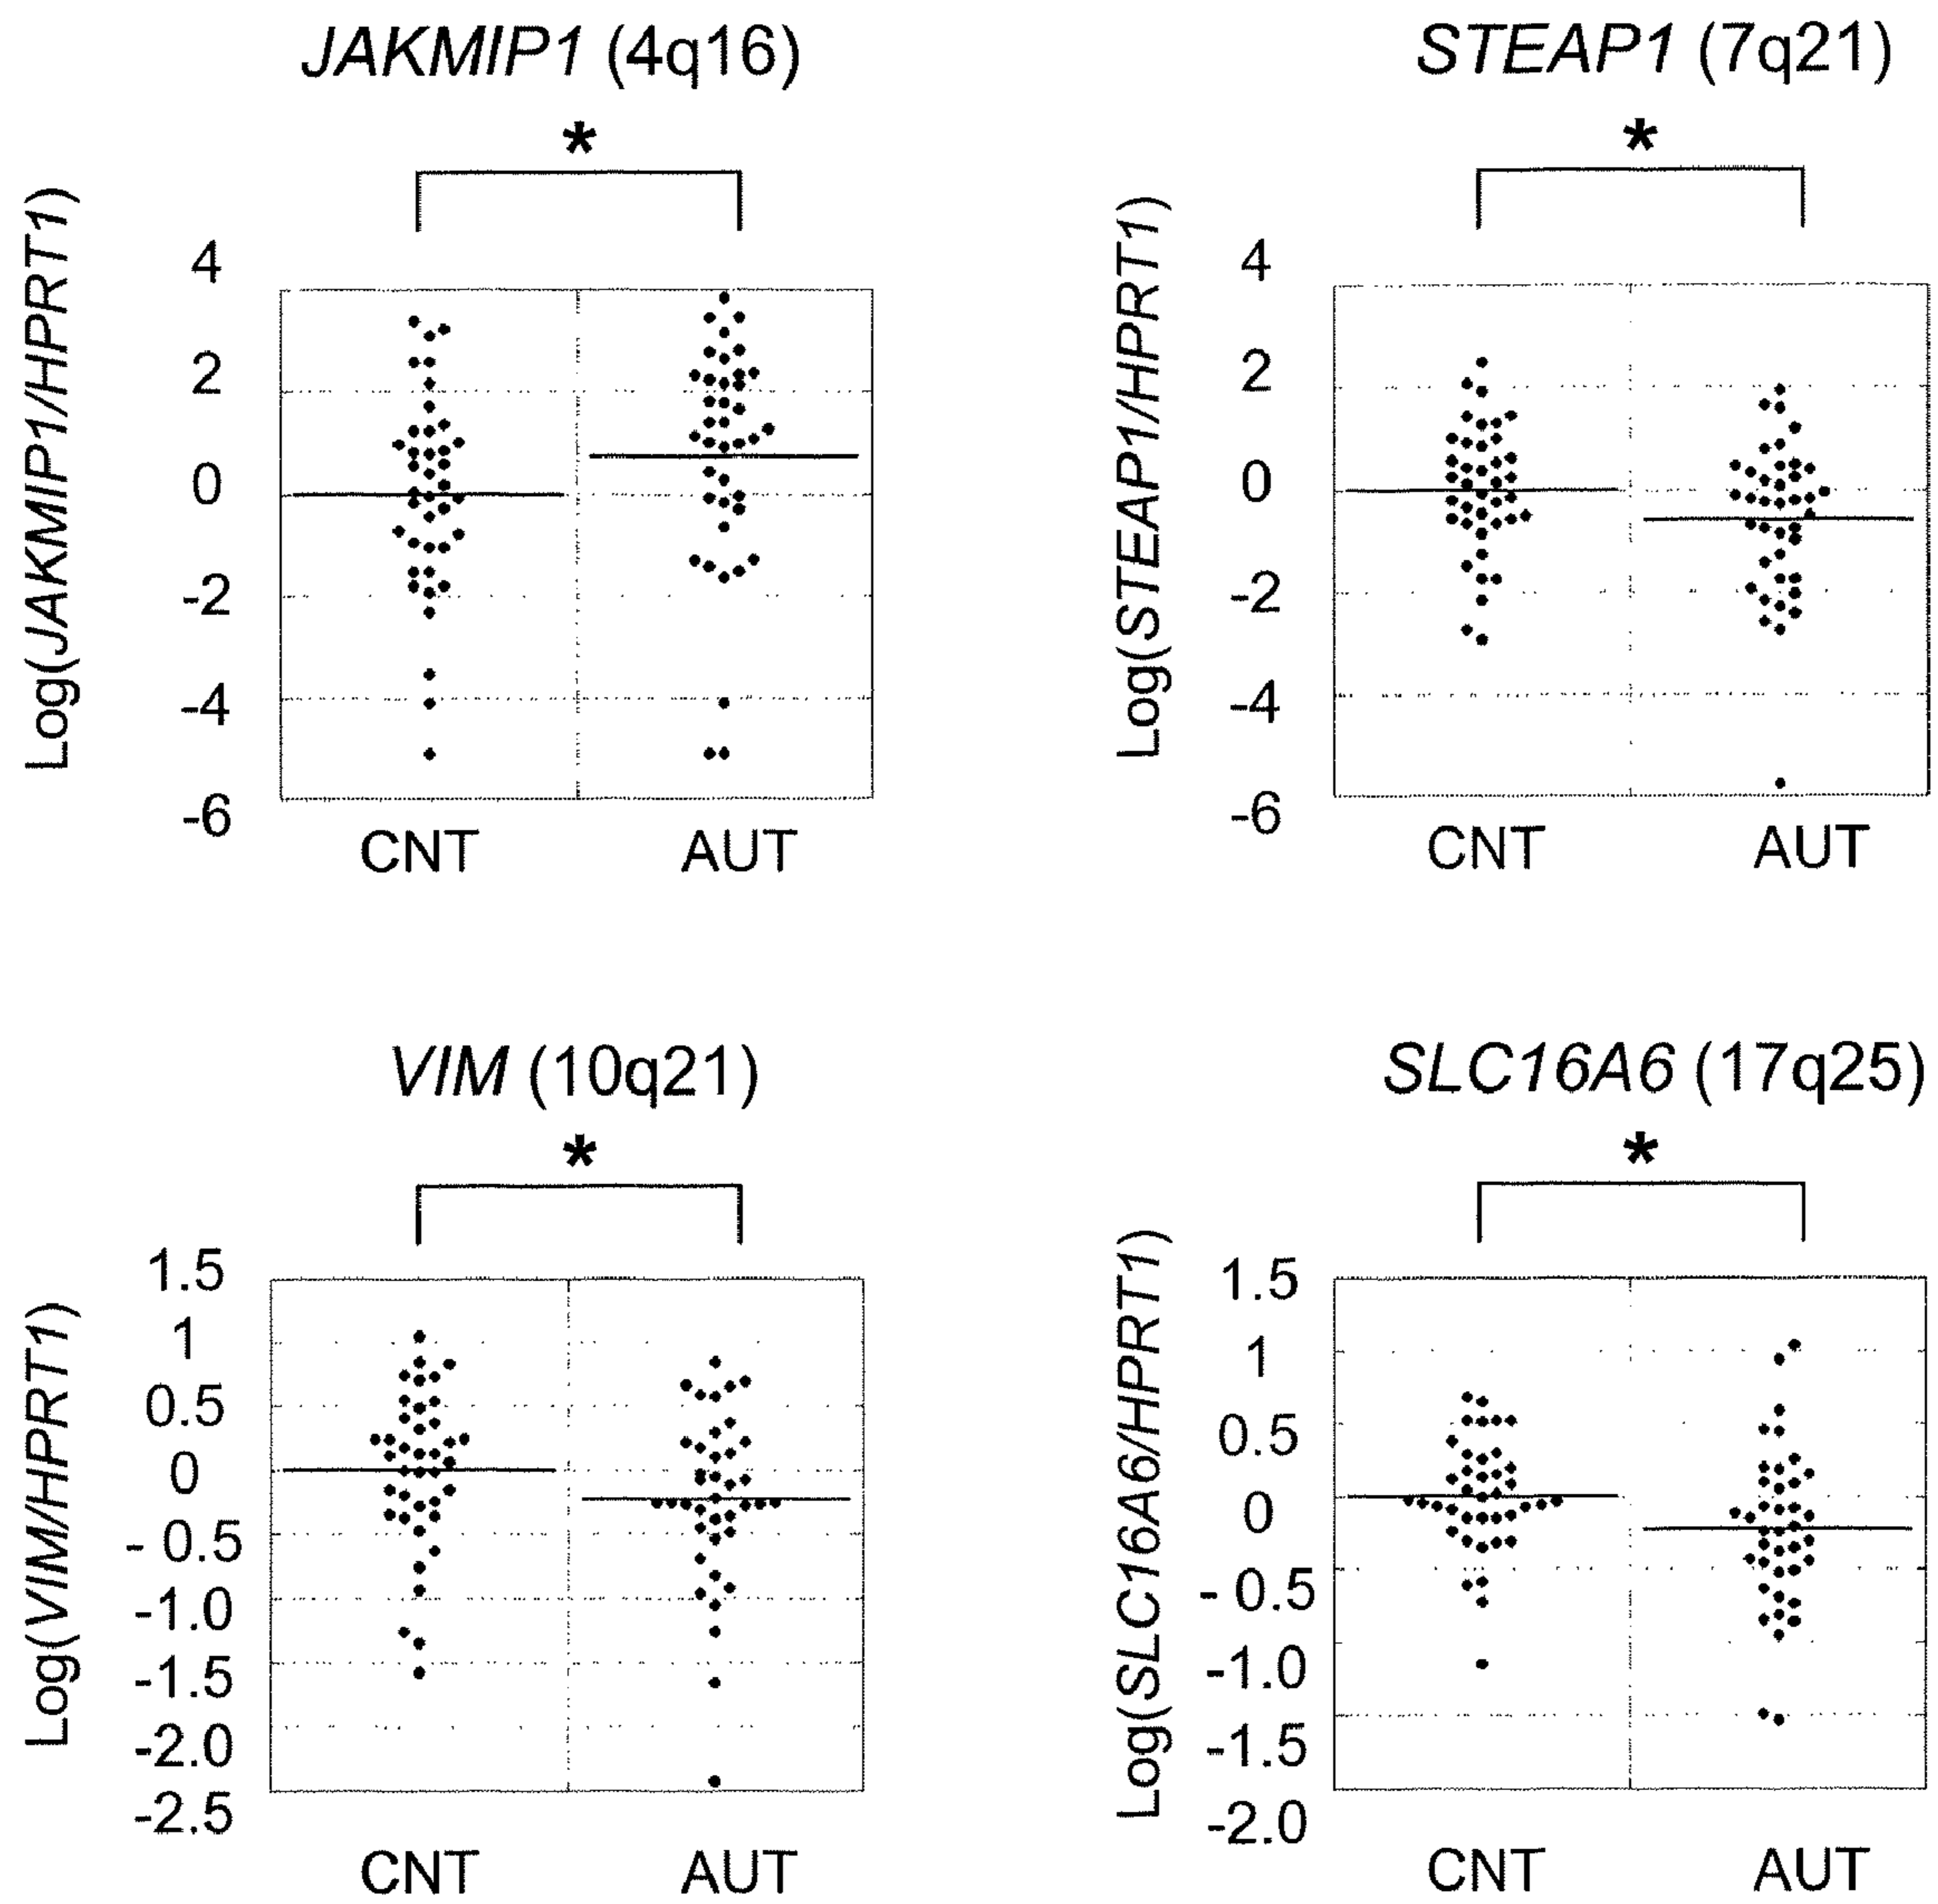 JAKMIP1 (4q16)
*
Log(JAKMIP1/HPRT1)
4
2
0
-2
-4
-6
CNT AUT
STEAP1 (7q21)
*
Log(STEAP1/HPRT1)
4
2
0
-2
-4
-6
CNT AUT
VIM (10q21)
*
Log(VIM/HPRT1)
1.5
1
0.5
0
- 0.5
-1.0
-1.5
-2.0
-2.5
CNT AUT
SLC16A6 (17q25)
*
Log(SLC16A6/HPRT1)
1.5
1
0.5
0
- 0.5
-1.0
-1.5
-2.0
CNT AUT